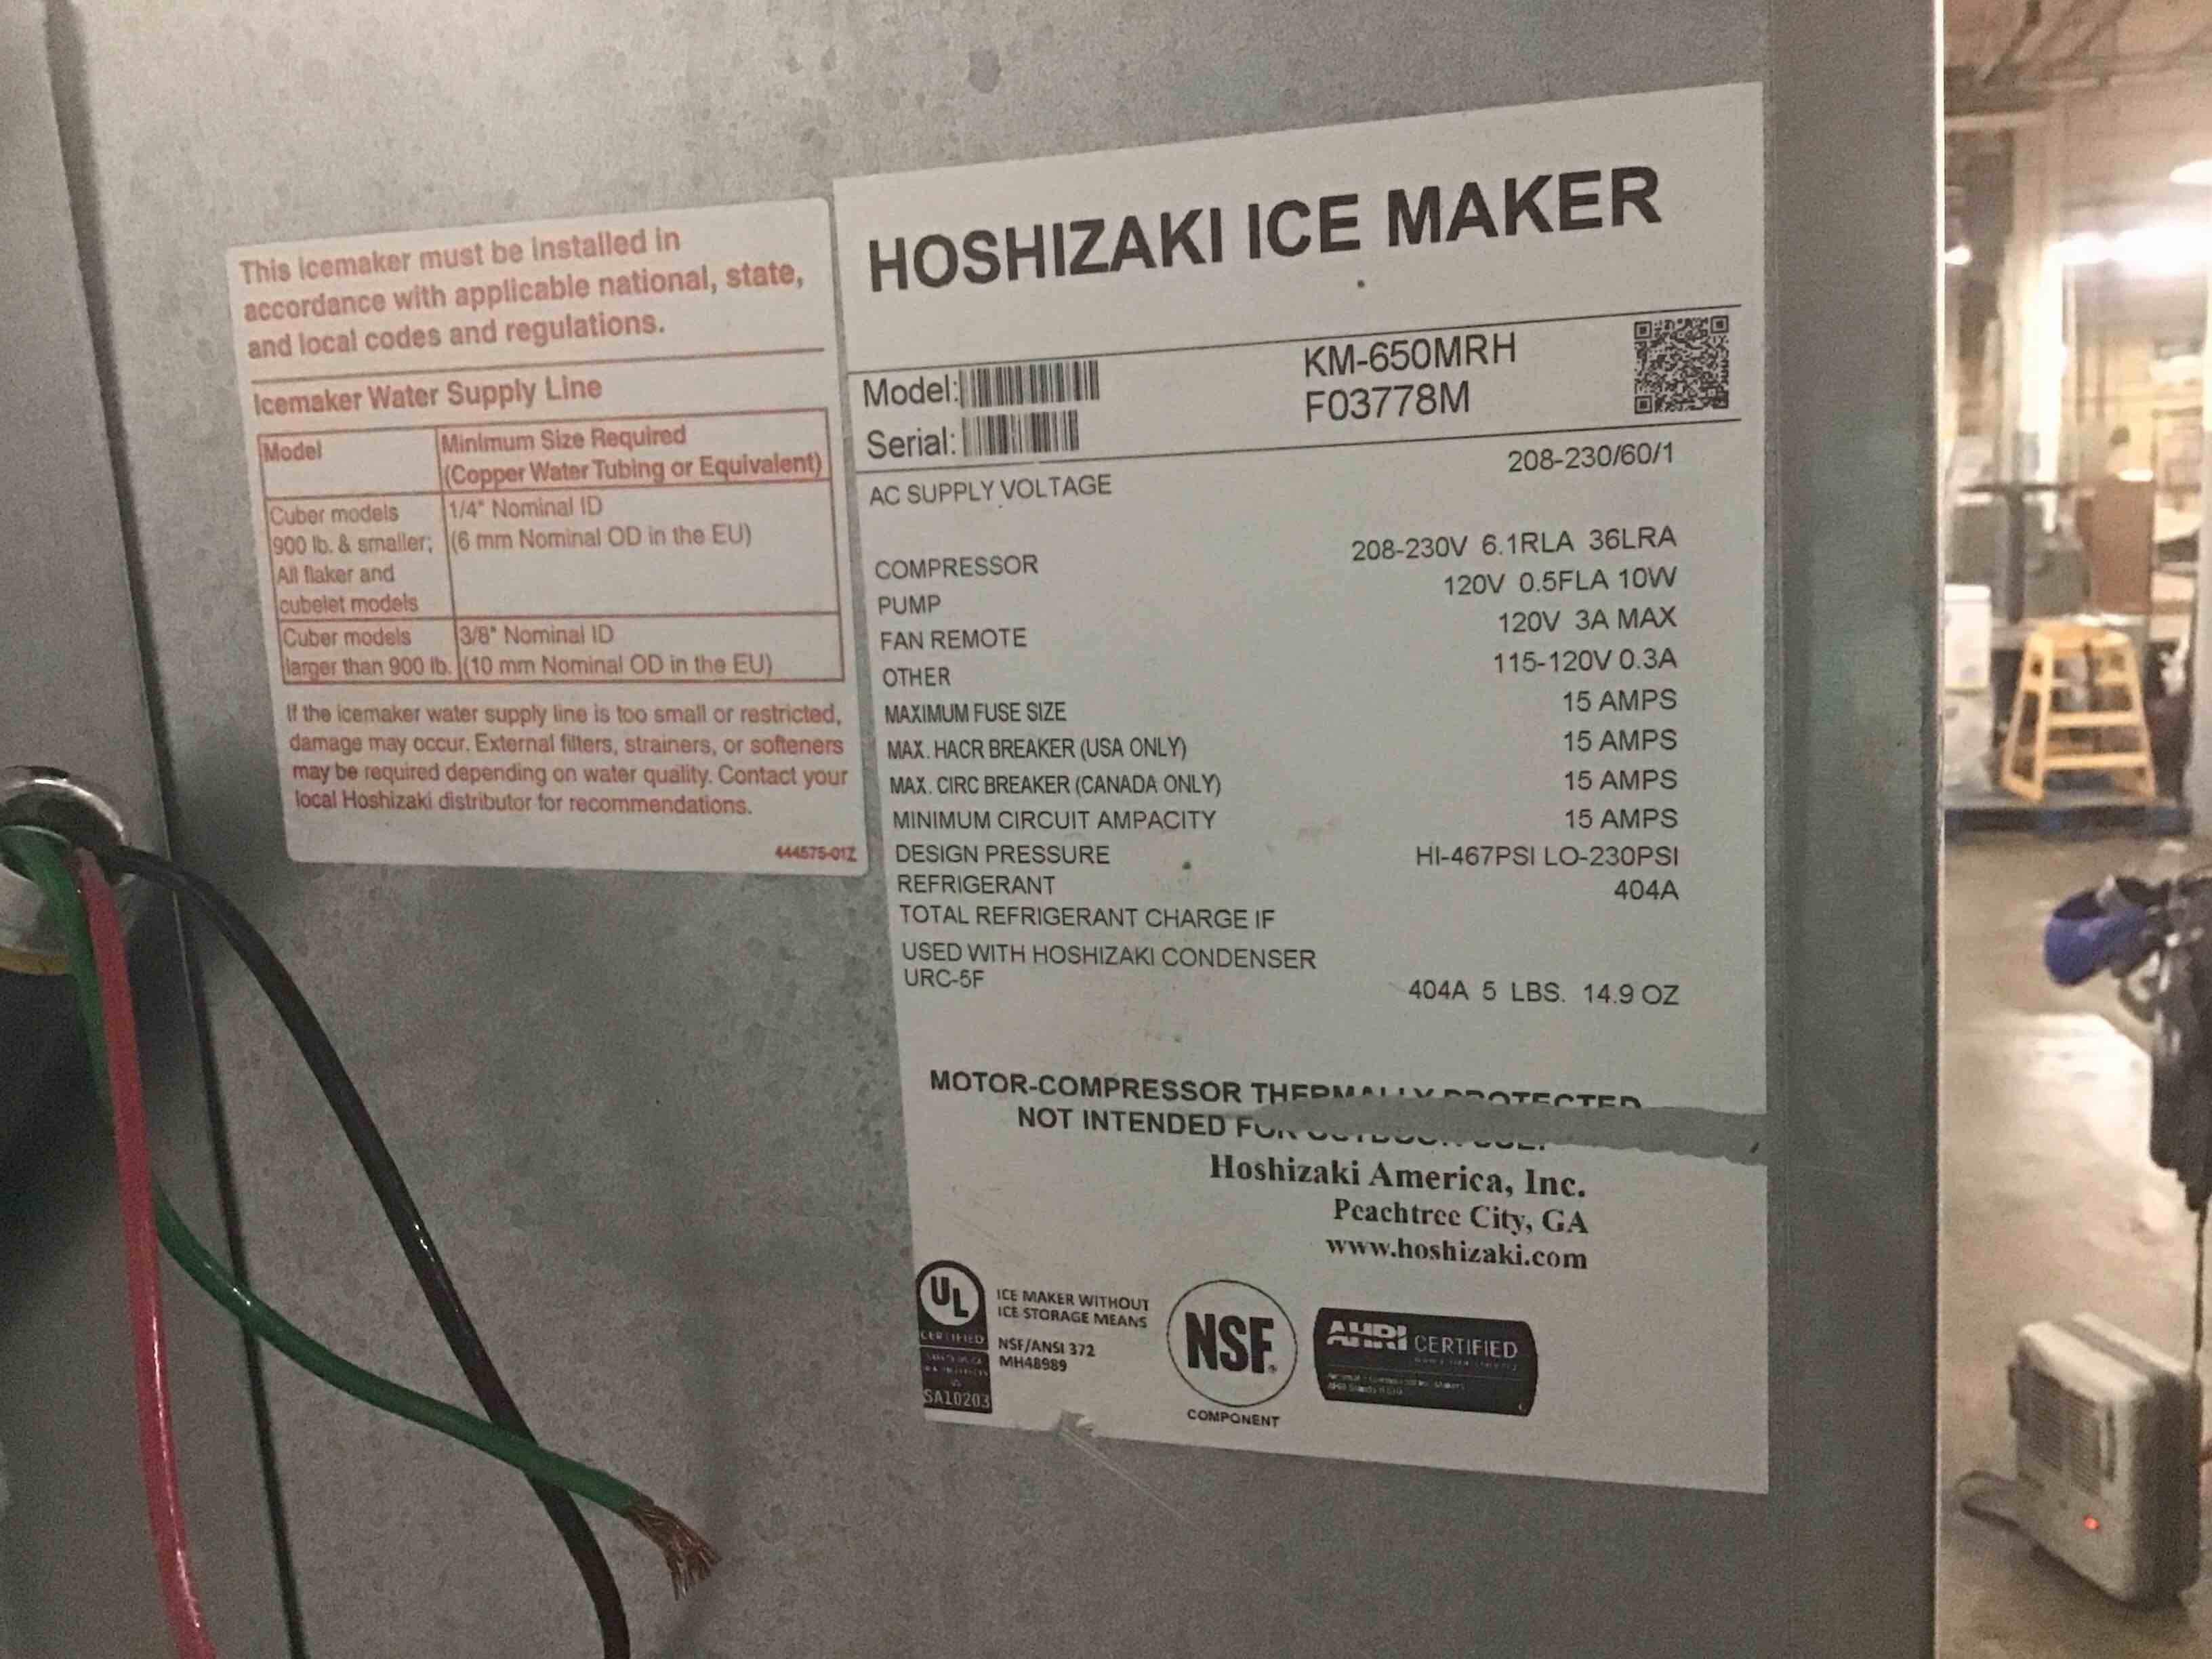 This icemaker must be installed in
accordance with applicable national, state,
and local codes and regulations.
Icemaker Water Supply Line
Model
Minimum Size Required
(Copper Water Tubing or Equivalent)
Cuber models
900 lb. & smaller;
All flaker and
cubelet models
1/4" Nominal ID
(6 mm Nominal OD in the EU)
Cuber models
larger than 900 lb.
3/8" Nominal ID
(10 mm Nominal OD in the EU)
If the icemaker water supply line is too small or restricted,
damage may occur. External filters, strainers, or softeners
may be required depending on water quality. Contact your
local Hoshizaki distributor for recommendations.
444575-01Z
HOSHIZAKI ICE MAKER
Model: KM-650MRH
Serial: F03778M
AC SUPPLY VOLTAGE 208-230/60/1
COMPRESSOR 208-230V 6.1RLA 36LRA
PUMP 120V 0.5FLA 10W
FAN REMOTE 120V 3A MAX
OTHER 115-120V 0.3A
MAXIMUM FUSE SIZE 15 AMPS
MAX. HACR BREAKER (USA ONLY) 15 AMPS
MAX. CIRC BREAKER (CANADA ONLY) 15 AMPS
MINIMUM CIRCUIT AMPACITY 15 AMPS
DESIGN PRESSURE HI-467PSI LO-230PSI
REFRIGERANT 404A
TOTAL REFRIGERANT CHARGE IF
USED WITH HOSHIZAKI CONDENSER
URC-5F 404A 5 LBS. 14.9 OZ
MOTOR-COMPRESSOR THERMALLY PROTECTED
NOT INTENDED FOR OUTDOOR USE.
Hoshizaki America, Inc.
Peachtree City, GA
www.hoshizaki.com
UL
CERTIFIED
SA10203
ICE MAKER WITHOUT
ICE STORAGE MEANS
NSF/ANSI 372
MH48989
NSF
COMPONENT
AHRI CERTIFIED